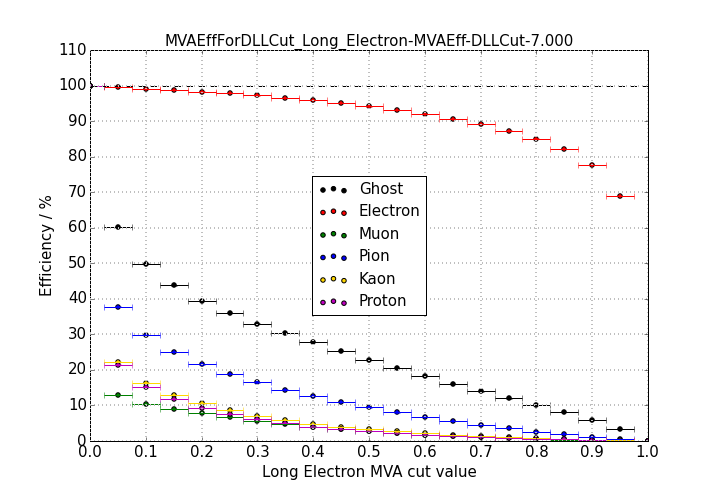 MVAEffForDLLCut_Long_Electron-MVAEff-DLLCut-7.000
110
100
90
80
70
60
50
40
30
20
10
0
Efficiency / %
Ghost
Electron
Muon
Pion
Kaon
Proton
0.0 0.1 0.2 0.3 0.4 0.5 0.6 0.7 0.8 0.9 1.0
Long Electron MVA cut value